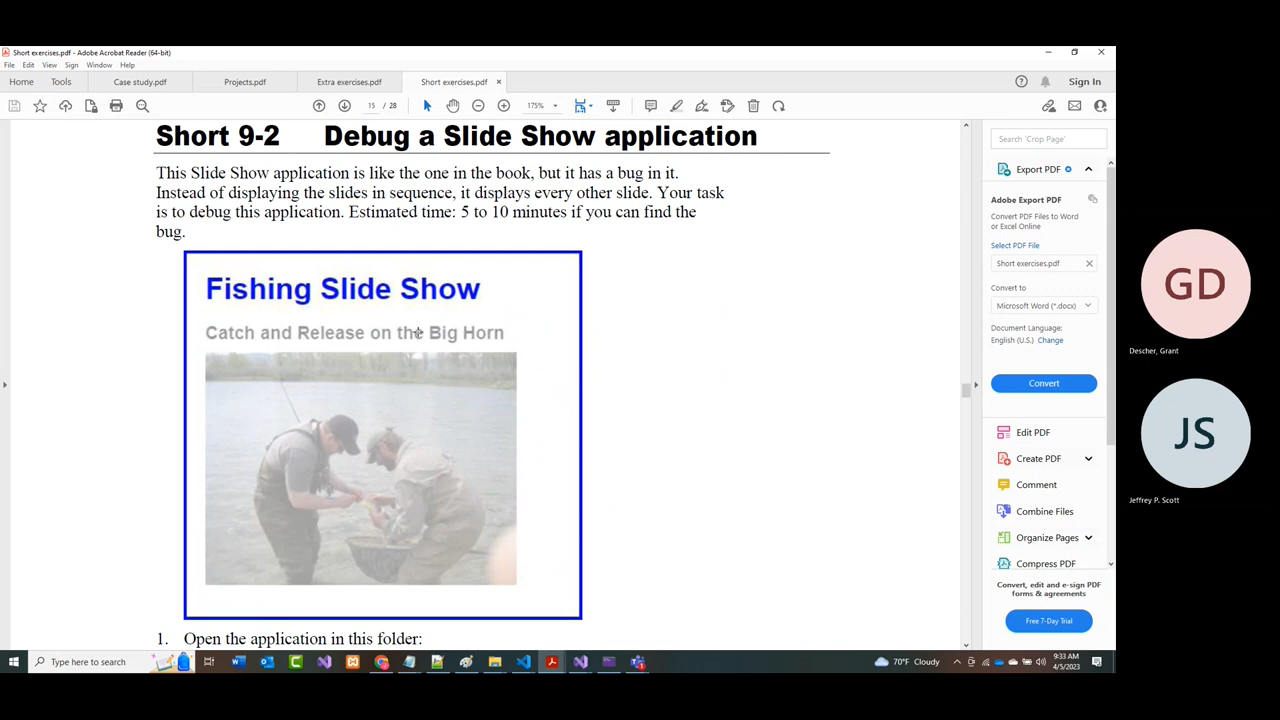 Short exercises.pdf - Adobe Acrobat Reader (64-bit)
File Edit View Sign Window Help
Home Tools Case study.pdf Projects.pdf Extra exercises.pdf Short exercises.pdf × Sign In
15 / 28 175%
Short 9-2 Debug a Slide Show application
This Slide Show application is like the one in the book, but it has a bug in it.
Instead of displaying the slides in sequence, it displays every other slide. Your task
is to debug this application. Estimated time: 5 to 10 minutes if you can find the
bug.
Fishing Slide Show
Catch and Release on the Big Horn
1. Open the application in this folder:
Search 'Crop Page'
Export PDF
Adobe Export PDF
Convert PDF Files to Word
or Excel Online
Select PDF File
Short exercises.pdf
Convert to
Microsoft Word (*.docx)
Document Language:
English (U.S.) Change
Convert
Edit PDF
Create PDF
Comment
Combine Files
Organize Pages
Compress PDF
Convert, edit and e-sign PDF
forms & agreements
Free 7-Day Trial
GD
Descher, Grant
JS
Jeffrey P. Scott
Type here to search
70°F Cloudy
9:33 AM
4/5/2023